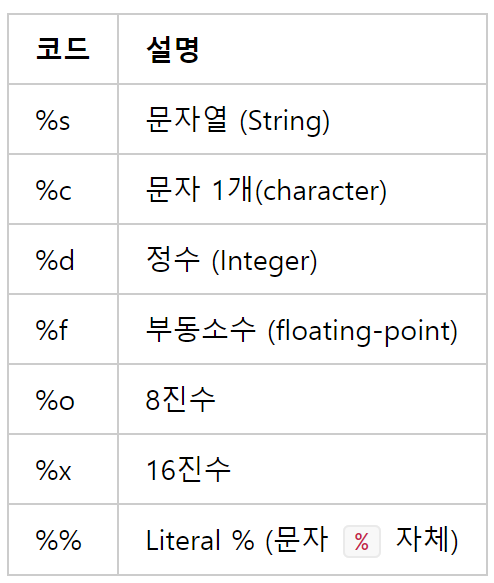 코드 설명
%s 문자열 (String)
%c 문자 1개(character)
%d 정수 (Integer)
%f 부동소수 (floating-point)
%o 8진수
%x 16진수
%% Literal % (문자 % 자체)